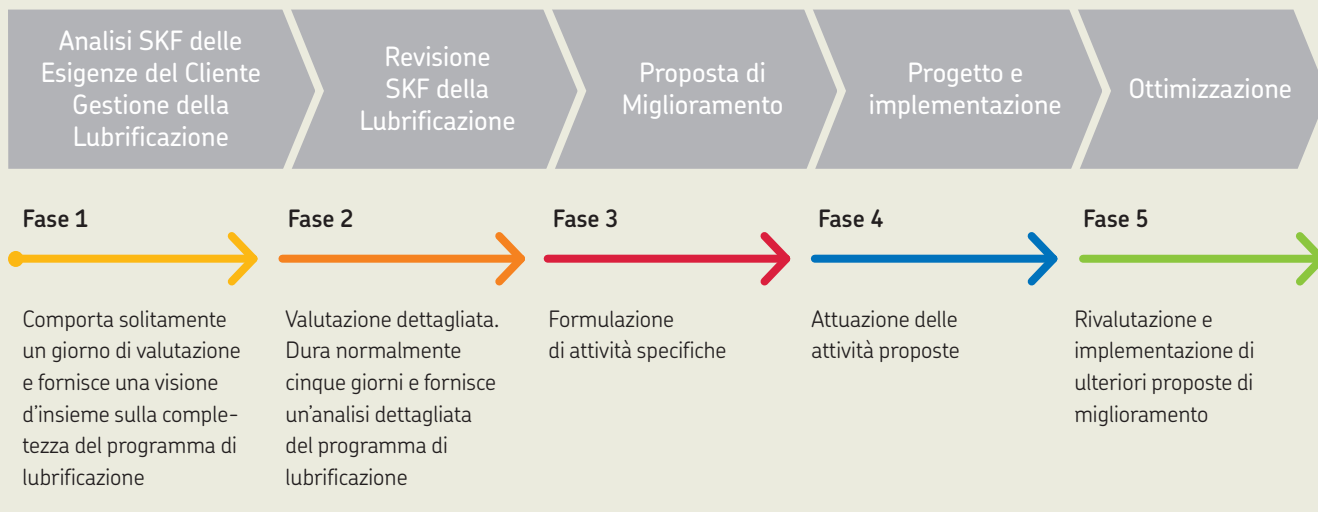 Analisi SKF delle
Esigenze del Cliente
Gestione della
Lubrificazione
Revisione
SKF della
Lubrificazione
Proposta di
Miglioramento
Progetto e
implementazione
Ottimizzazione
Fase 1
Comporta solitamente
un giorno di valutazione
e fornisce una visione
d'insieme sulla comple-
tezza del programma di
lubrificazione
Fase 2
Valutazione dettagliata.
Dura normalmente
cinque giorni e fornisce
un'analisi dettagliata
del programma di
lubrificazione
Fase 3
Formulazione
di attività specifiche
Fase 4
Attuazione delle
attività proposte
Fase 5
Rivalutazione e
implementazione di
ulteriori proposte di
miglioramento